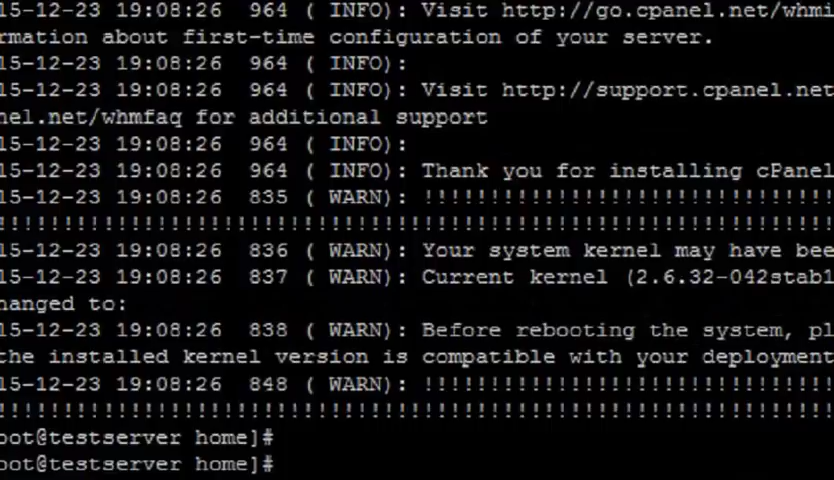 15-12-23 19:08:26  964 ( INFO): Visit http://go.cpanel.net/whmi
rmation about first-time configuration of your server.
15-12-23 19:08:26  964 ( INFO):
15-12-23 19:08:26  964 ( INFO): Visit http://support.cpanel.net
nel.net/whmfaq for additional support
15-12-23 19:08:26  964 ( INFO):
15-12-23 19:08:26  964 ( INFO): Thank you for installing cPanel
15-12-23 19:08:26  835 ( WARN): !!!!!!!!!!!!!!!!!!!!!!!!!!!!!!!
!!!!!!!!!!!!!!!!!!!!!!!!!!!!!!!!!!!!!!!!!!!!!!!!!!!!!!!!!!!!!!
15-12-23 19:08:26  836 ( WARN): Your system kernel may have bee
15-12-23 19:08:26  837 ( WARN): Current kernel (2.6.32-042stab1
hanged to:
15-12-23 19:08:26  838 ( WARN): Before rebooting the system, pl
the installed kernel version is compatible with your deployment
15-12-23 19:08:26  848 ( WARN): !!!!!!!!!!!!!!!!!!!!!!!!!!!!!!!
!!!!!!!!!!!!!!!!!!!!!!!!!!!!!!!!!!!!!!!!!!!!!!!!!!!!!!!!!!!!!!
oot@testserver home]#
oot@testserver home]#